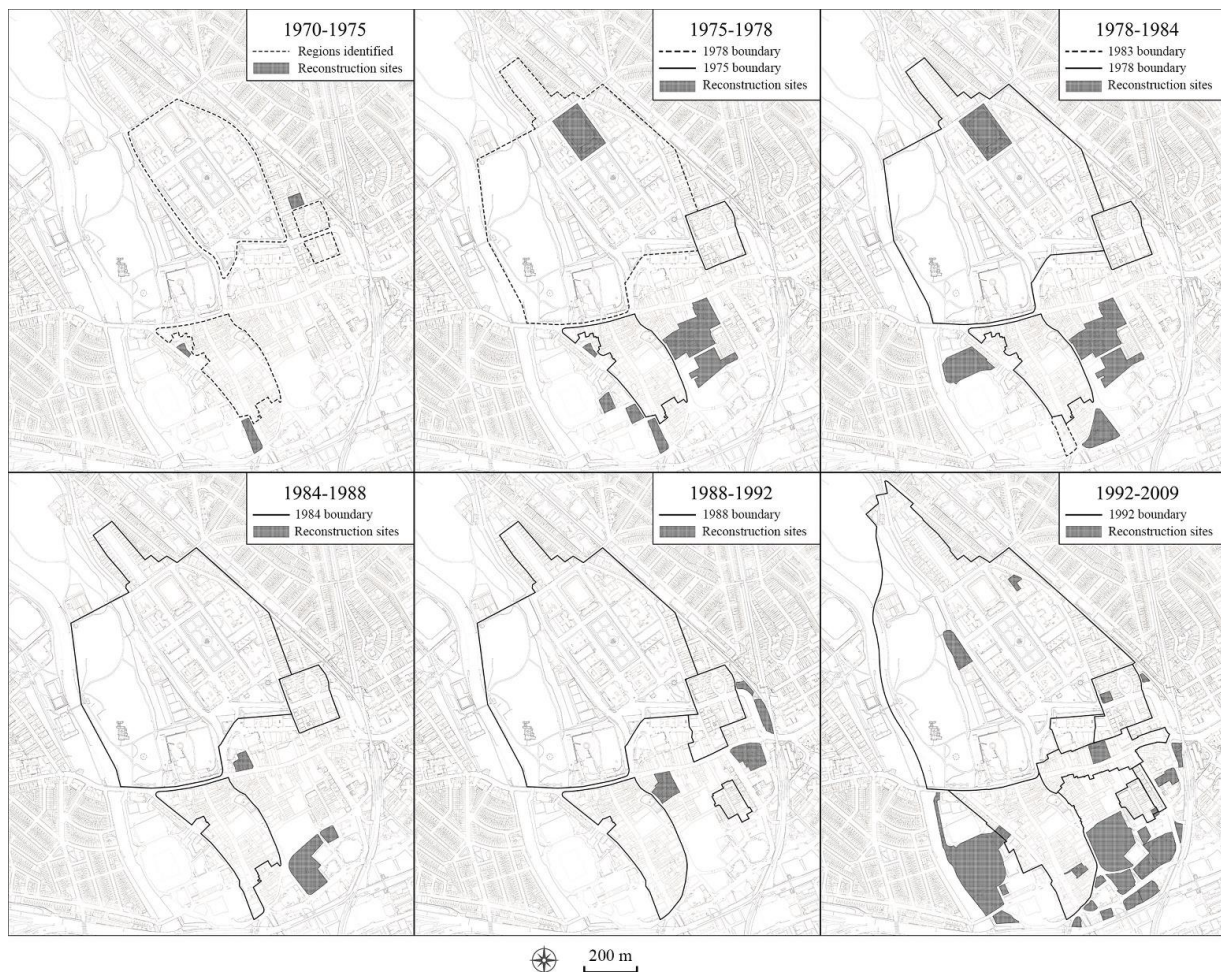 1970-1975
Regions identified
Reconstruction sites
1975-1978
1978 boundary
1975 boundary
Reconstruction sites
1978-1984
1983 boundary
1978 boundary
Reconstruction sites
1984-1988
1984 boundary
Reconstruction sites
1988-1992
1988 boundary
Reconstruction sites
1992-2009
1992 boundary
Reconstruction sites
200 m